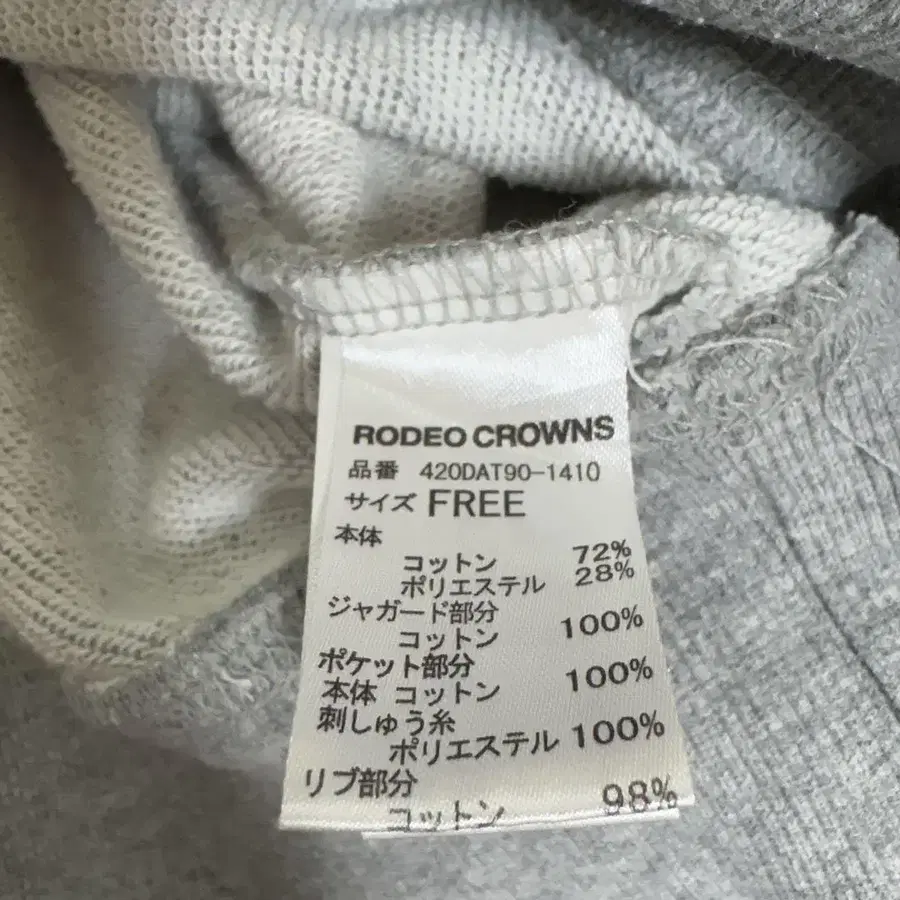 RODEO CROWNS
品番 420DAT90-1410
サイズ FREE
本体
コットン 72%
ポリエステル 28%
ジャガード部分
コットン 100%
ポケット部分
本体 コットン 100%
刺しゅう糸
ポリエステル 100%
リブ部分
コットン 98%